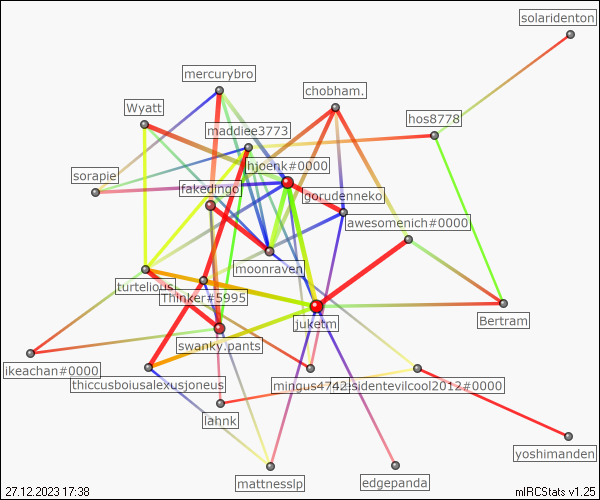 solaridenton
mercurybro
chobham.
Wyatt
hos8778
maddiee3773
hjoenk#0000
sorapie
fakedingo
gorudenneko
awesomenich#0000
moonraven
turtelious
Thinker#5995
juketm
Bertram
swanky.pants
ikeachan#0000
thiccusboiusalexusjoneus
mingus4742
sidentevilcool2012#0000
lahnk
yoshimanden
mattnesslp
edgepanda
27.12.2023 17:38
mIRCStats v1.25